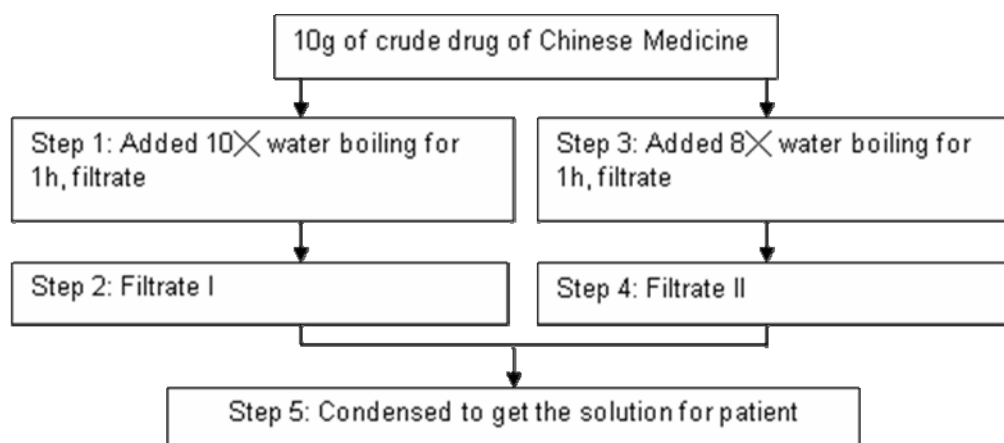 10g of crude drug of Chinese Medicine
Step 1: Added 10╳ water boiling for
1h, filtrate
Step 3: Added 8╳ water boiling for
1h, filtrate
Step 2: Filtrate I
Step 4: Filtrate II
Step 5: Condensed to get the solution for patient